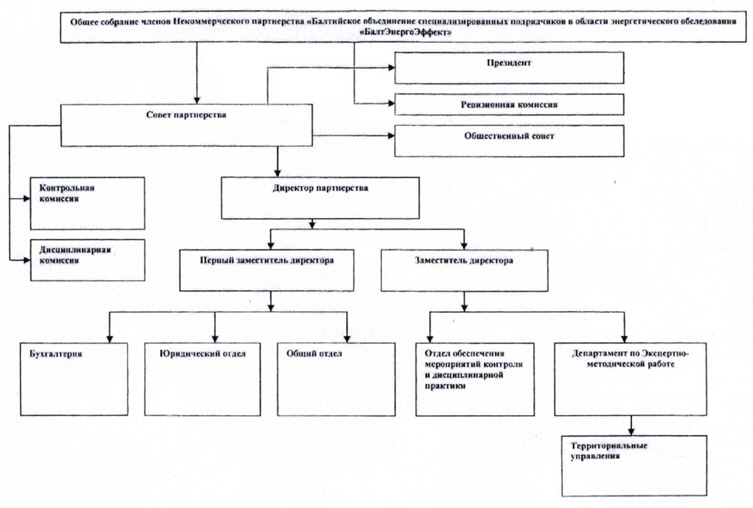 Общее собрание членов Некоммерческого партнерства «Балтийское объединение специализированных подрядчиков в области энергетического обследования
«БалтЭнергоЭффект»
Президент
Ревизионная комиссия
Совет партнерства
Общественный совет
Контрольная
комиссия
Директор партнерства
Дисциплинарная
комиссия
Первый заместитель директора
Заместитель директора
Бухгалтерия
Юридический отдел
Общий отдел
Отдел обеспечения
мероприятий контроля
и дисциплинарной
практики
Департамент по Экспертно-
методической работе
Территориальные
управления